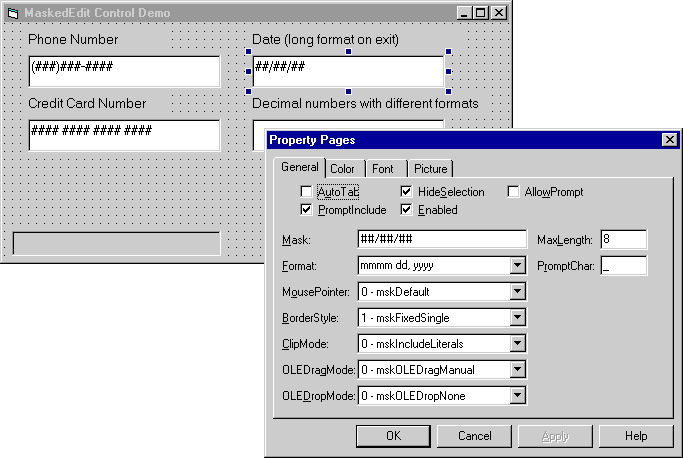 MaskedEdit Control Demo
Phone Number Date (long format on exit)
(###)###-#### ##/##/##
Credit Card Number Decimal numbers with different formats
#### #### #### ####
Property Pages
General Color Font Picture
AutoTab HideSelection AllowPrompt
PromptInclude Enabled
Mask: ##/##/## MaxLength: 8
Format: mmmm dd, yyyy PromptChar: _
MousePointer: 0 - mskDefault
BorderStyle: 1 - mskFixedSingle
ClipMode: 0 - mskIncludeLiterals
OLEDragMode: 0 - mskOLEDragManual
OLEDropMode: 0 - mskOLEDropNone
OK Cancel Apply Help